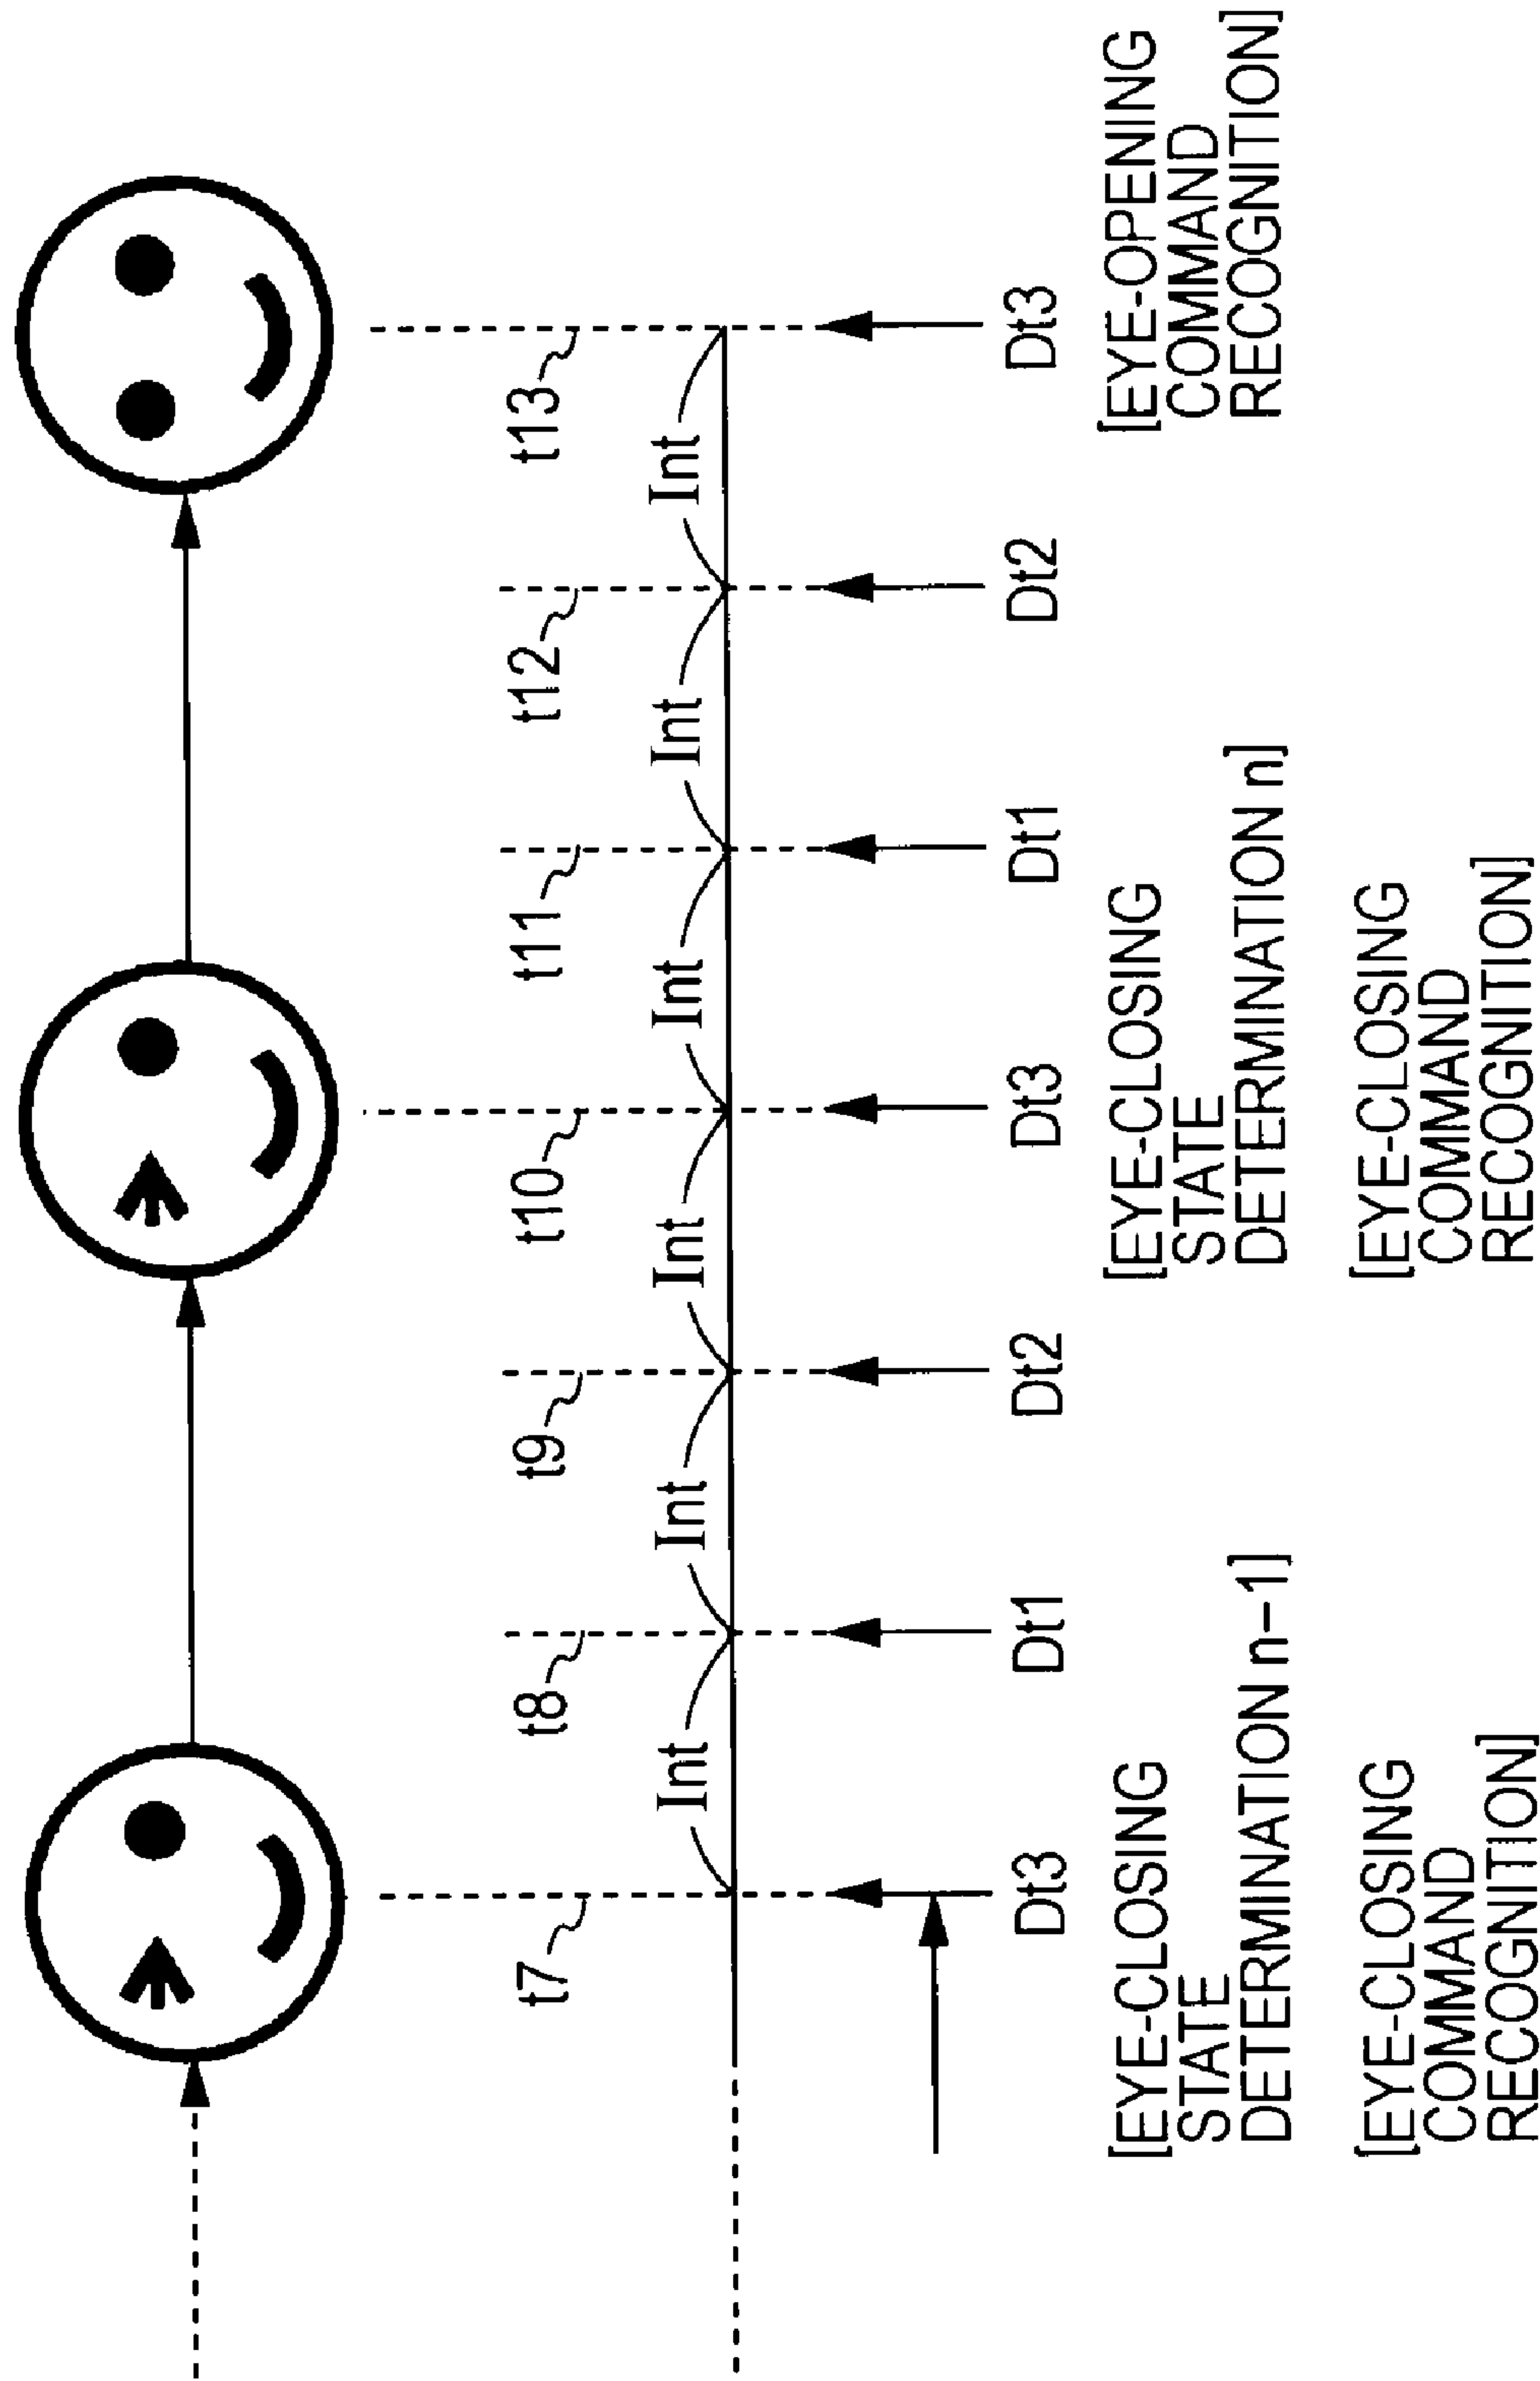 t7
t8
t9
t10
t11
t12
t13
Int
Int
Int
Int
Int
Int
Dt3
Dt1
Dt2
Dt3
Dt1
Dt2
Dt3
[EYE-CLOSING
STATE
DETERMINATION n−1]
[EYE-CLOSING
COMMAND
RECOGNITION]
[EYE-CLOSING
STATE
DETERMINATION n]
[EYE-CLOSING
COMMAND
RECOGNITION]
[EYE-OPENING
COMMAND
RECOGNITION]